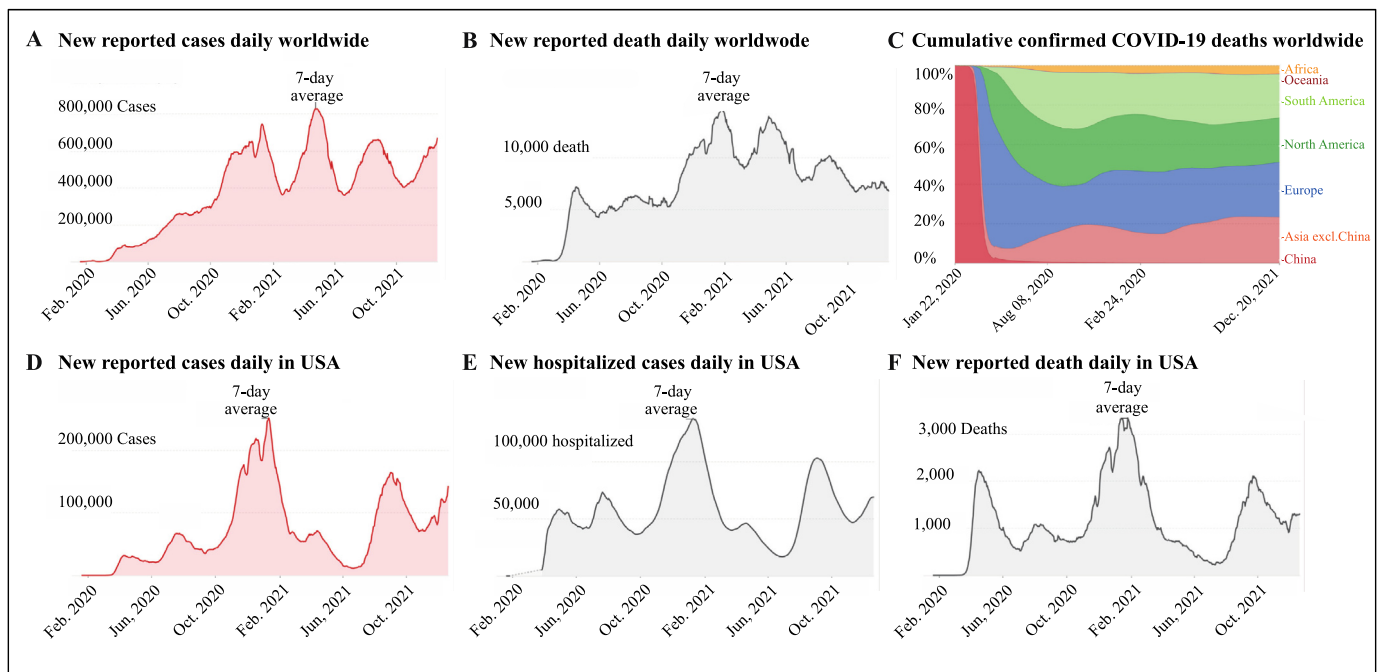 A New reported cases daily worldwide
7-day
average
800,000 Cases
600,000
400,000
200,000
Feb. 2020
Jun. 2020
Oct. 2020
Feb. 2021
Jun. 2021
Oct. 2021
B New reported death daily worldwode
7-day
average
10,000 death
5,000
Feb. 2020
Jun. 2020
Oct. 2020
Feb. 2021
Jun. 2021
Oct. 2021
C Cumulative confirmed COVID-19 deaths worldwide
100%
80%
60%
40%
20%
0%
-Africa
-Oceania
-South America
-North America
-Europe
-Asia excl.China
-China
Jan 22, 2020
Aug 08, 2020
Feb 24, 2020
Dec. 20, 2021
D New reported cases daily in USA
7-day
average
200,000 Cases
100,000
Feb. 2020
Jun, 2020
Oct. 2020
Feb. 2021
Jun, 2021
Oct. 2021
E New hospitalized cases daily in USA
7-day
average
100,000 hospitalized
50,000
Feb. 2020
Jun, 2020
Oct. 2020
Feb. 2021
Jun, 2021
Oct. 2021
F New reported death daily in USA
7-day
average
3,000 Deaths
2,000
1,000
Feb. 2020
Jun, 2020
Oct. 2020
Feb. 2021
Jun, 2021
Oct. 2021